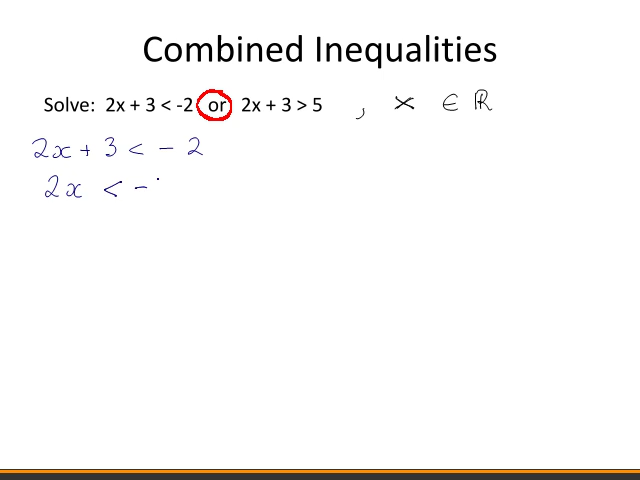 Combined Inequalities
Solve: 2x + 3 < -2 or 2x + 3 > 5 , x ∈ ℝ
2x + 3 < - 2
2x < -